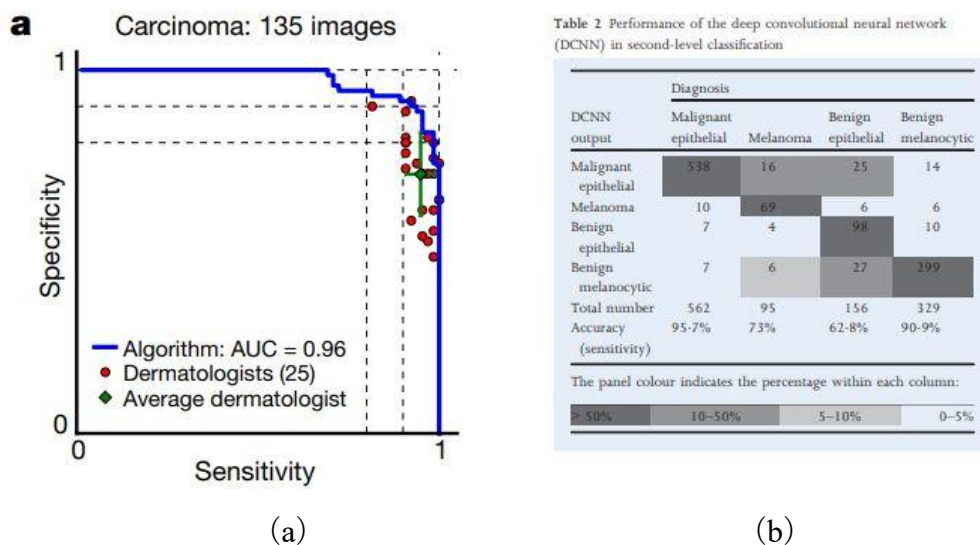 a
Carcinoma: 135 images
1
Specificity
Algorithm: AUC = 0.96
Dermatologists (25)
Average dermatologist
0
0
1
Sensitivity
(a)
Table 2 Performance of the deep convolutional neural network
(DCNN) in second-level classification
Diagnosis
DCNN output Malignant epithelial Melanoma Benign epithelial Benign melanocytic
Malignant epithelial 538 16 25 14
Melanoma 10 69 6 6
Benign epithelial 7 4 98 10
Benign melanocytic 7 6 27 299
Total number 562 95 156 329
Accuracy (sensitivity) 95·7% 73% 62·8% 90·9%
The panel colour indicates the percentage within each column:
> 50% 10–50% 5–10% 0–5%
(b)